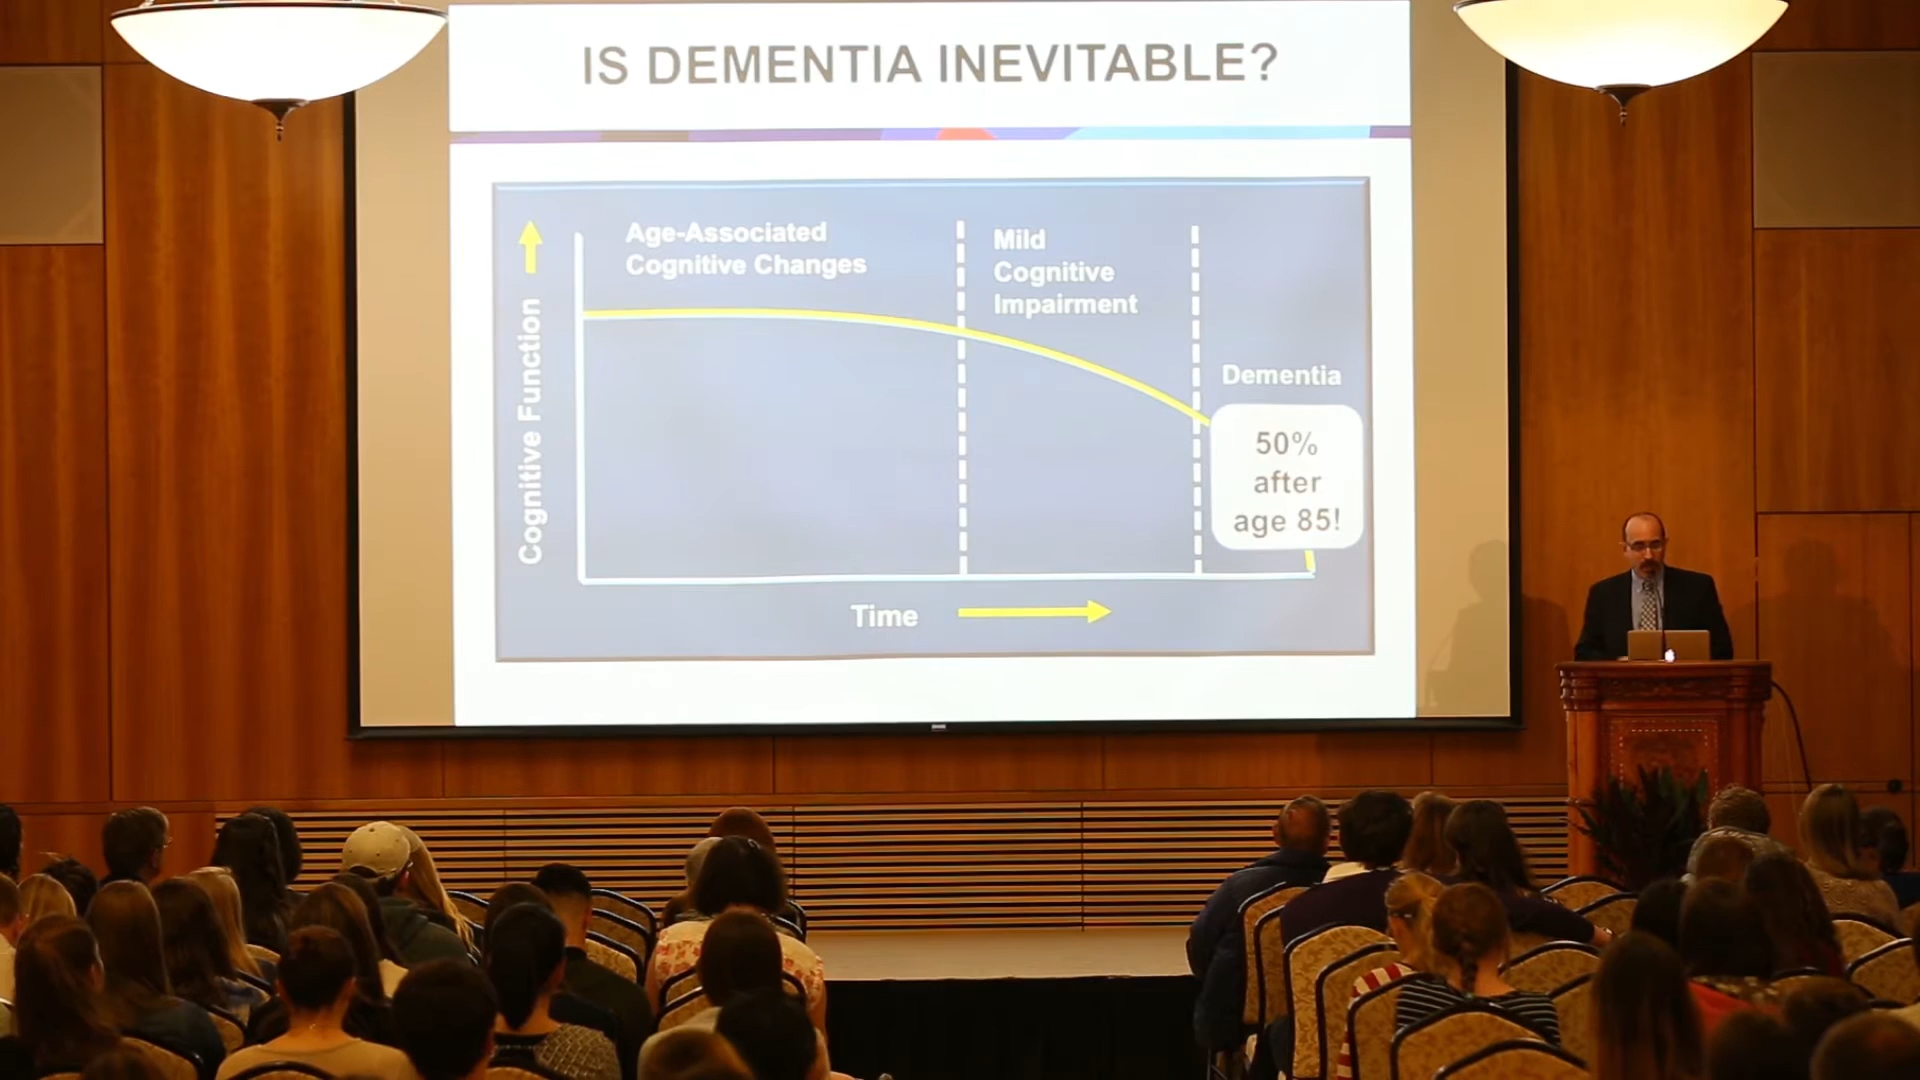 IS DEMENTIA INEVITABLE?
Age-Associated
Cognitive Changes
Mild
Cognitive
Impairment
Dementia
50%
after
age 85!
Cognitive Function
Time